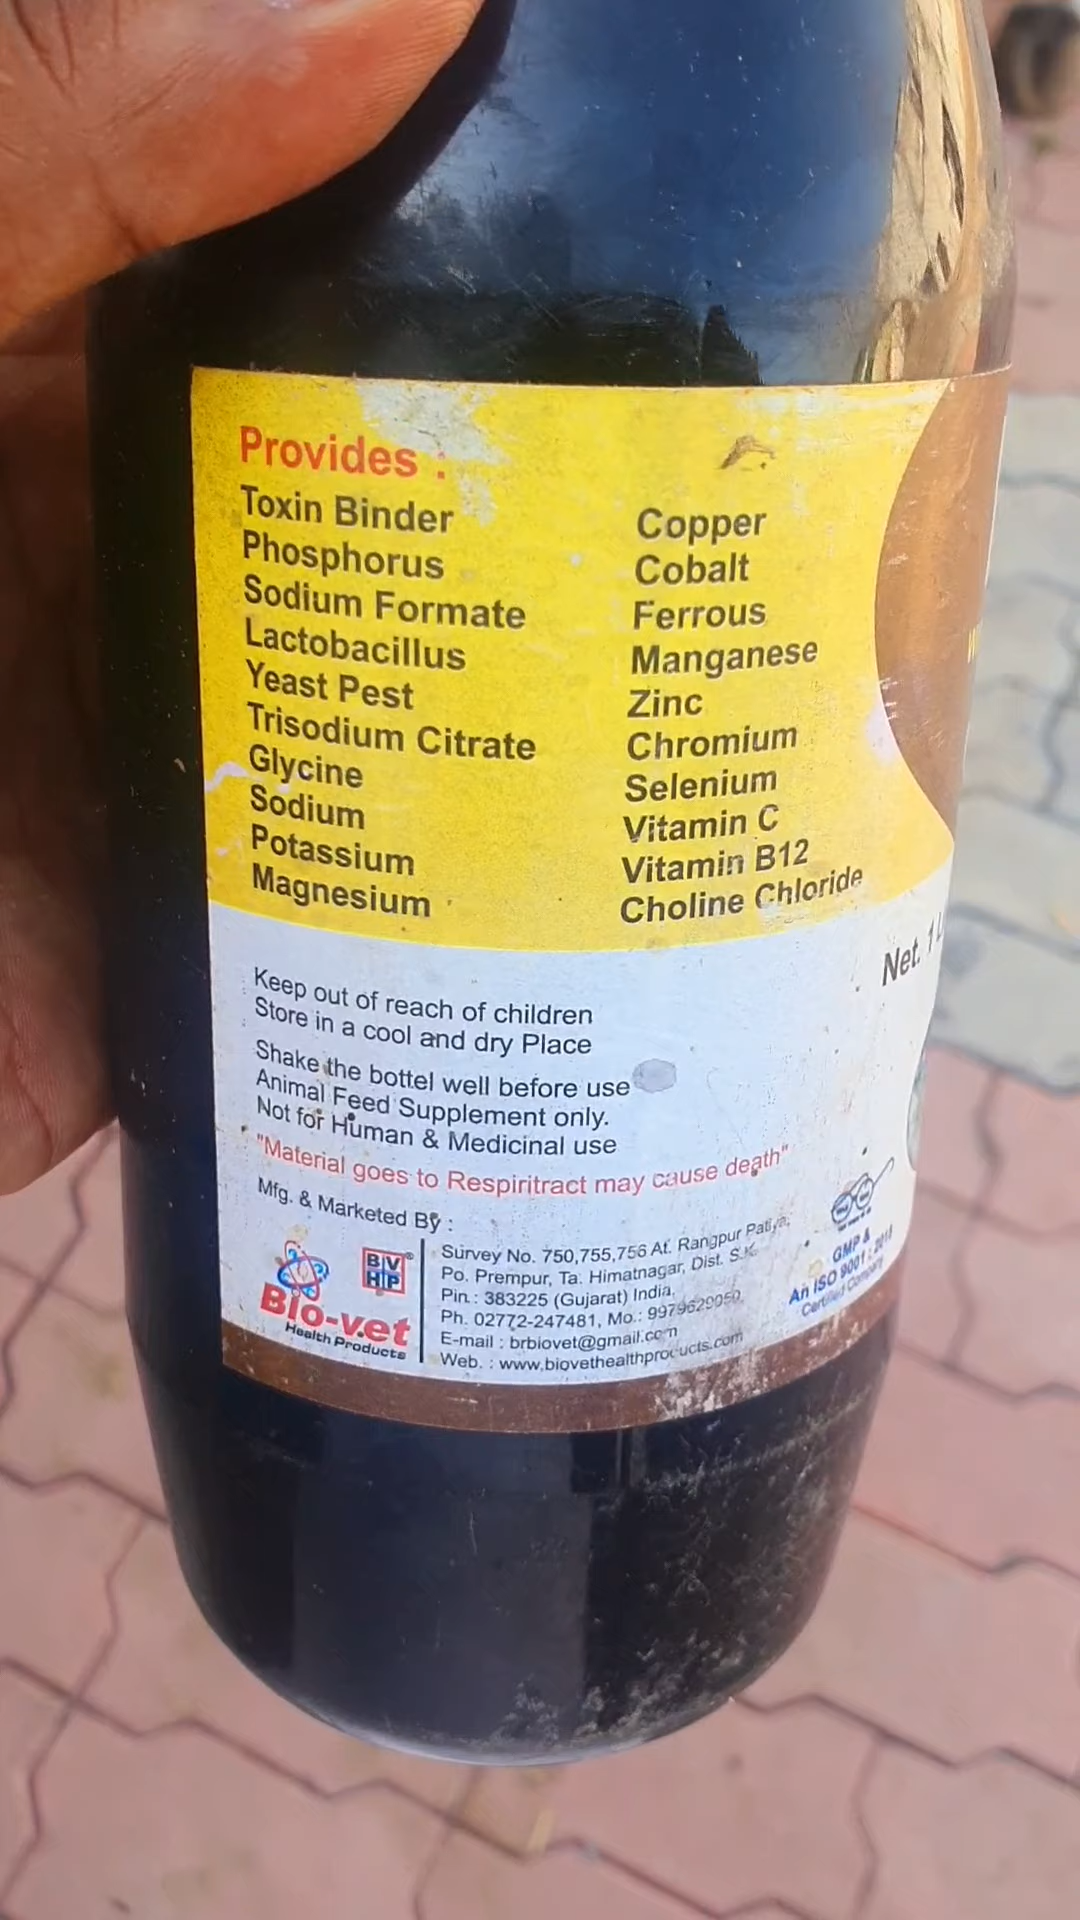 Provides :
Toxin Binder
Phosphorus
Sodium Formate
Lactobacillus
Yeast Pest
Trisodium Citrate
Glycine
Sodium
Potassium
Magnesium
Copper
Cobalt
Ferrous
Manganese
Zinc
Chromium
Selenium
Vitamin C
Vitamin B12
Choline Chloride
Net. 1 L
Keep out of reach of children
Store in a cool and dry Place
Shake the bottel well before use
Animal Feed Supplement only.
Not for Human & Medicinal use
"Material goes to Respiritract may cause death"
Mfg. & Marketed By :
BV
HP
Bio-vet
Health Products
Survey No. 750,755,756 At. Rangpur Patiya,
Po. Prempur, Ta. Himatnagar, Dist. S.K.
Pin.: 383225 (Gujarat) India.
Ph. 02772-247481, Mo.: 9979629050
E-mail : brbiovet@gmail.com
Web. : www.biovethealthproducts.com
GMP &
An ISO 9001 : 2015
Certified Company